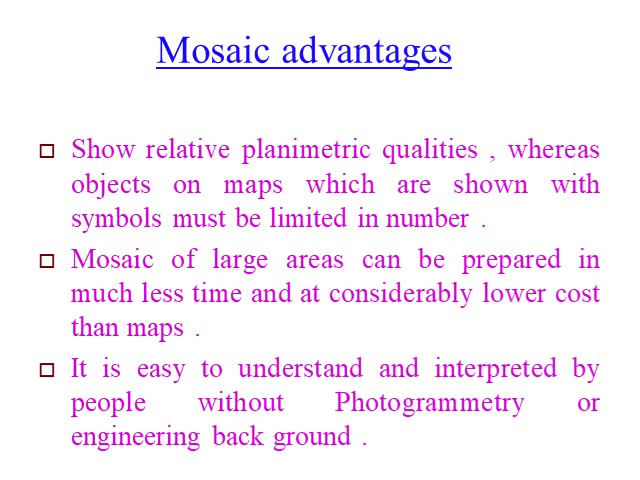 Mosaic advantages
Show relative planimetric qualities , whereas
objects on maps which are shown with
symbols must be limited in number .
Mosaic of large areas can be prepared in
much less time and at considerably lower cost
than maps .
It is easy to understand and interpreted by
people without Photogrammetry or
engineering back ground .